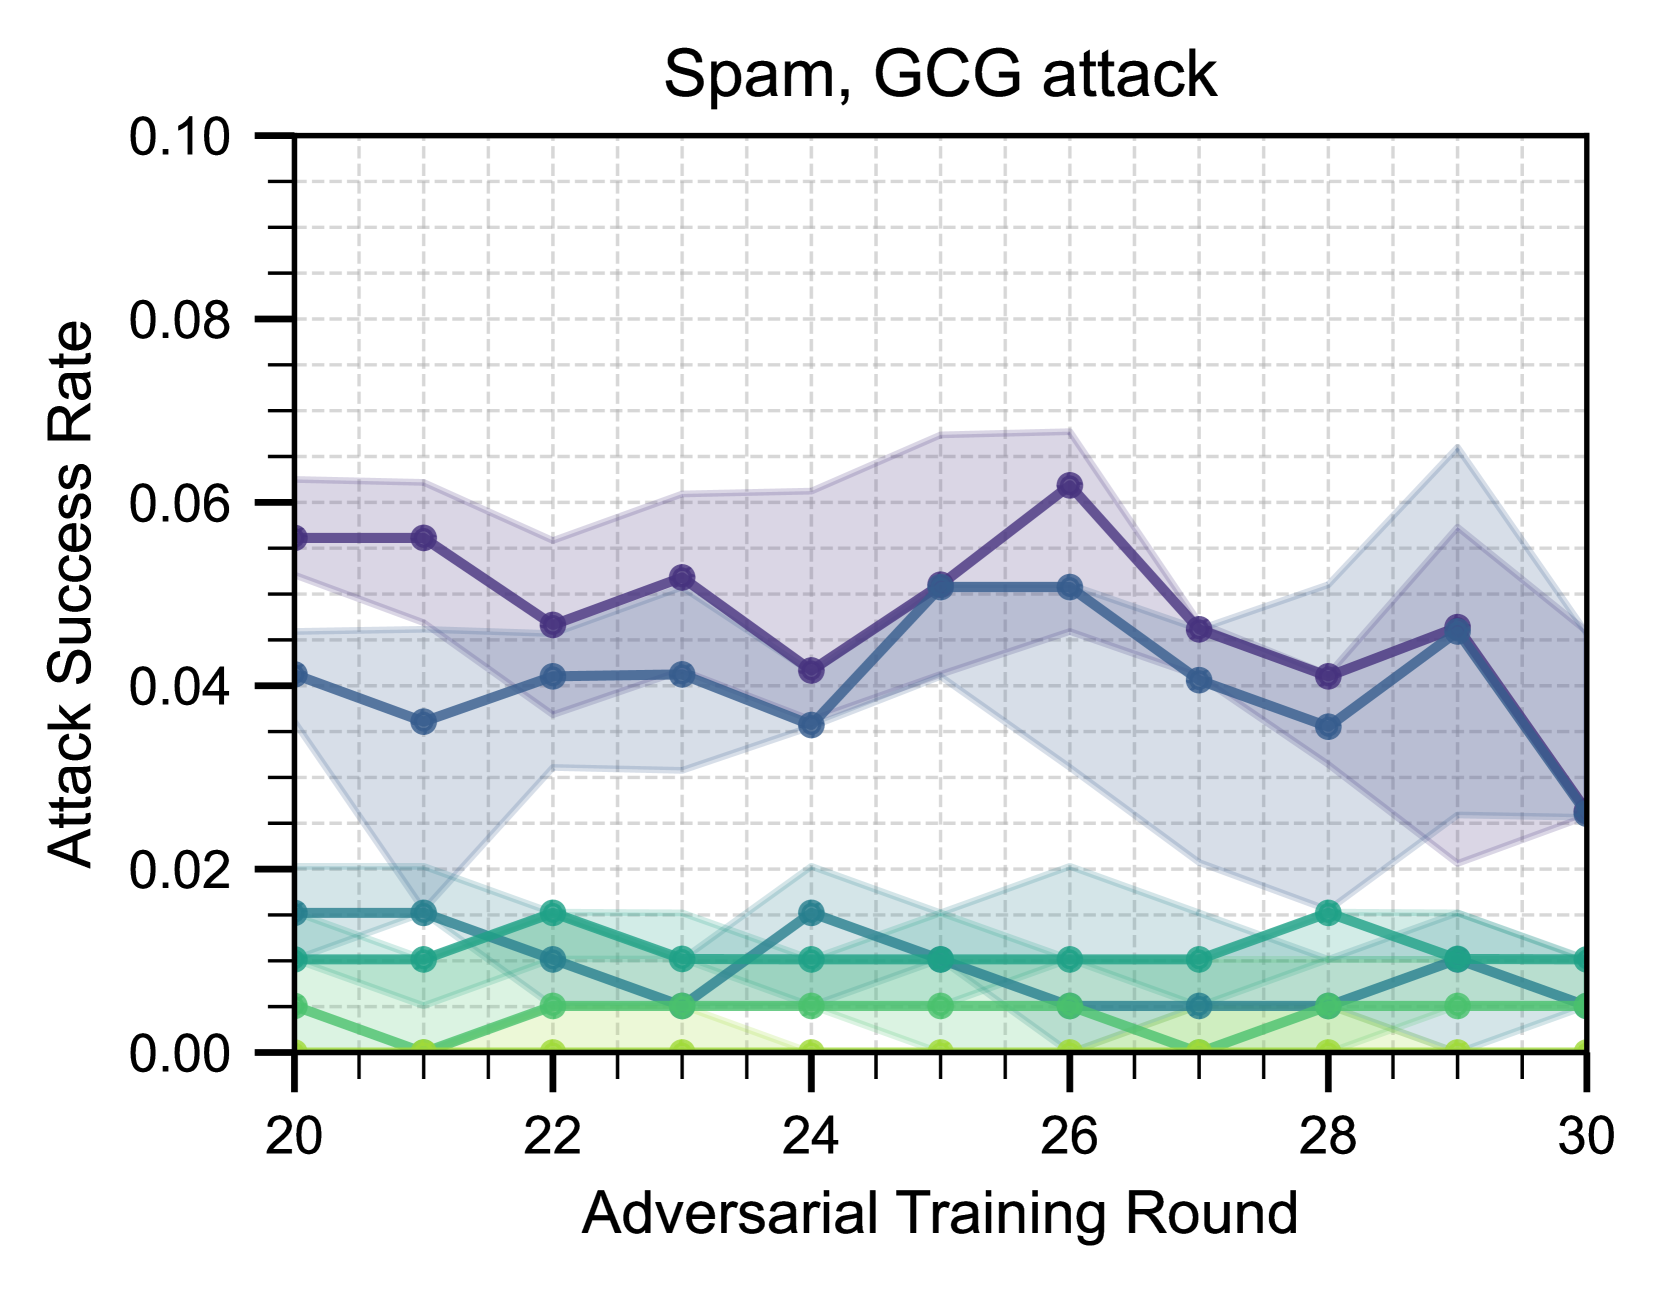 Spam, GCG attack
0.10
0.08
0.06
0.04
0.02
0.00
Attack Success Rate
20 22 24 26 28 30
Adversarial Training Round